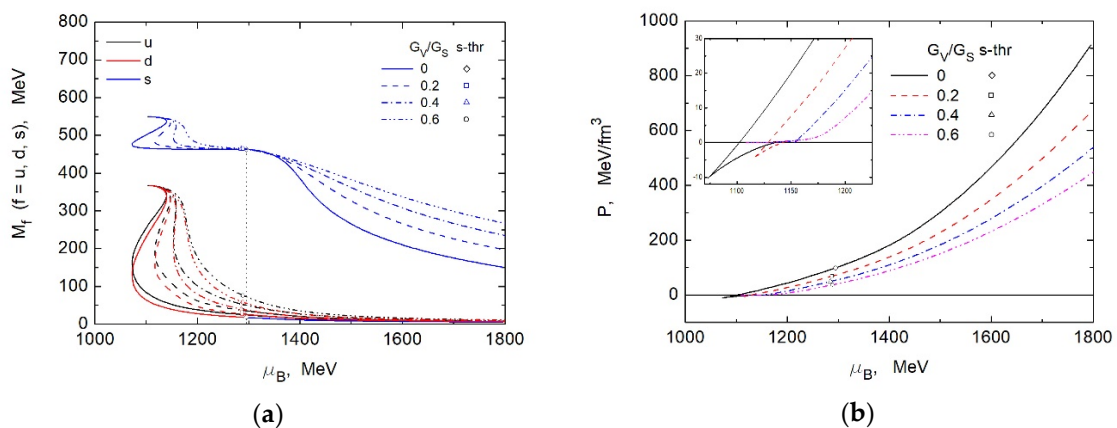 800
750
700
600
500
400
300
200
100
0
M_f (f = u, d, s), MeV
u
d
s
G_V/G_S s-thr
0
0.2
0.4
0.6
1000 1200 1400 1600 1800
μ_B, MeV
(a)
1000
800
600
400
200
0
-100
P, MeV/fm³
30
20
10
0
-10
1100 1150 1200
G_V/G_S s-thr
0
0.2
0.4
0.6
1000 1200 1400 1600 1800
μ_B, MeV
(b)